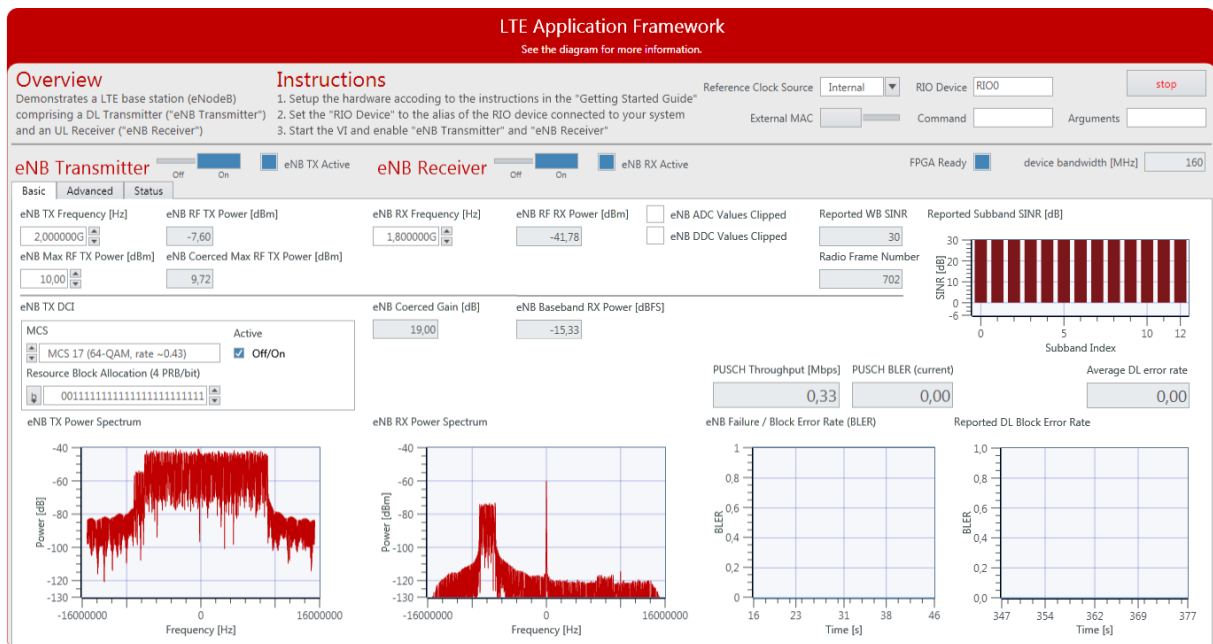 LTE Application Framework
See the diagram for more information.
Overview
Demonstrates a LTE base station (eNodeB)
comprising a DL Transmitter ("eNB Transmitter")
and an UL Receiver ("eNB Receiver")
Instructions
1. Setup the hardware accoding to the instructions in the "Getting Started Guide"
2. Set the "RIO Device" to the alias of the RIO device connected to your system
3. Start the VI and enable "eNB Transmitter" and "eNB Receiver"
Reference Clock Source Internal RIO Device RIO0 stop
External MAC Command Arguments
eNB Transmitter Off On eNB TX Active eNB Receiver Off On eNB RX Active FPGA Ready device bandwidth [MHz] 160
Basic Advanced Status
eNB TX Frequency [Hz] eNB RF TX Power [dBm] eNB RX Frequency [Hz] eNB RF RX Power [dBm] eNB ADC Values Clipped Reported WB SINR Reported Subband SINR [dB]
2,000000G -7,60 1,800000G -41,78 eNB DDC Values Clipped 30
eNB Max RF TX Power [dBm] eNB Coerced Max RF TX Power [dBm] Radio Frame Number
10,00 9,72 702
SINR [dB]
30
20
10
0
-6
0 5 10 12
Subband Index
eNB TX DCI eNB Coerced Gain [dB] eNB Baseband RX Power [dBFS]
19,00 -15,33
MCS Active
MCS 17 (64-QAM, rate ~0.43) Off/On
Resource Block Allocation (4 PRB/bit)
b 0011111111111111111111111
PUSCH Throughput [Mbps] PUSCH BLER (current) Average DL error rate
0,33 0,00 0,00
eNB TX Power Spectrum
Power [dB]
-40
-60
-80
-100
-120
-130
-16000000 0 16000000
Frequency [Hz]
eNB RX Power Spectrum
Power [dBm]
-40
-60
-80
-100
-120
-130
-16000000 0 16000000
Frequency [Hz]
eNB Failure / Block Error Rate (BLER)
BLER
1
0,8
0,6
0,4
0,2
0
16 23 31 38 46
Time [s]
Reported DL Block Error Rate
BLER
1,0
0,8
0,6
0,4
0,2
0,0
347 354 362 369 377
Time [s]